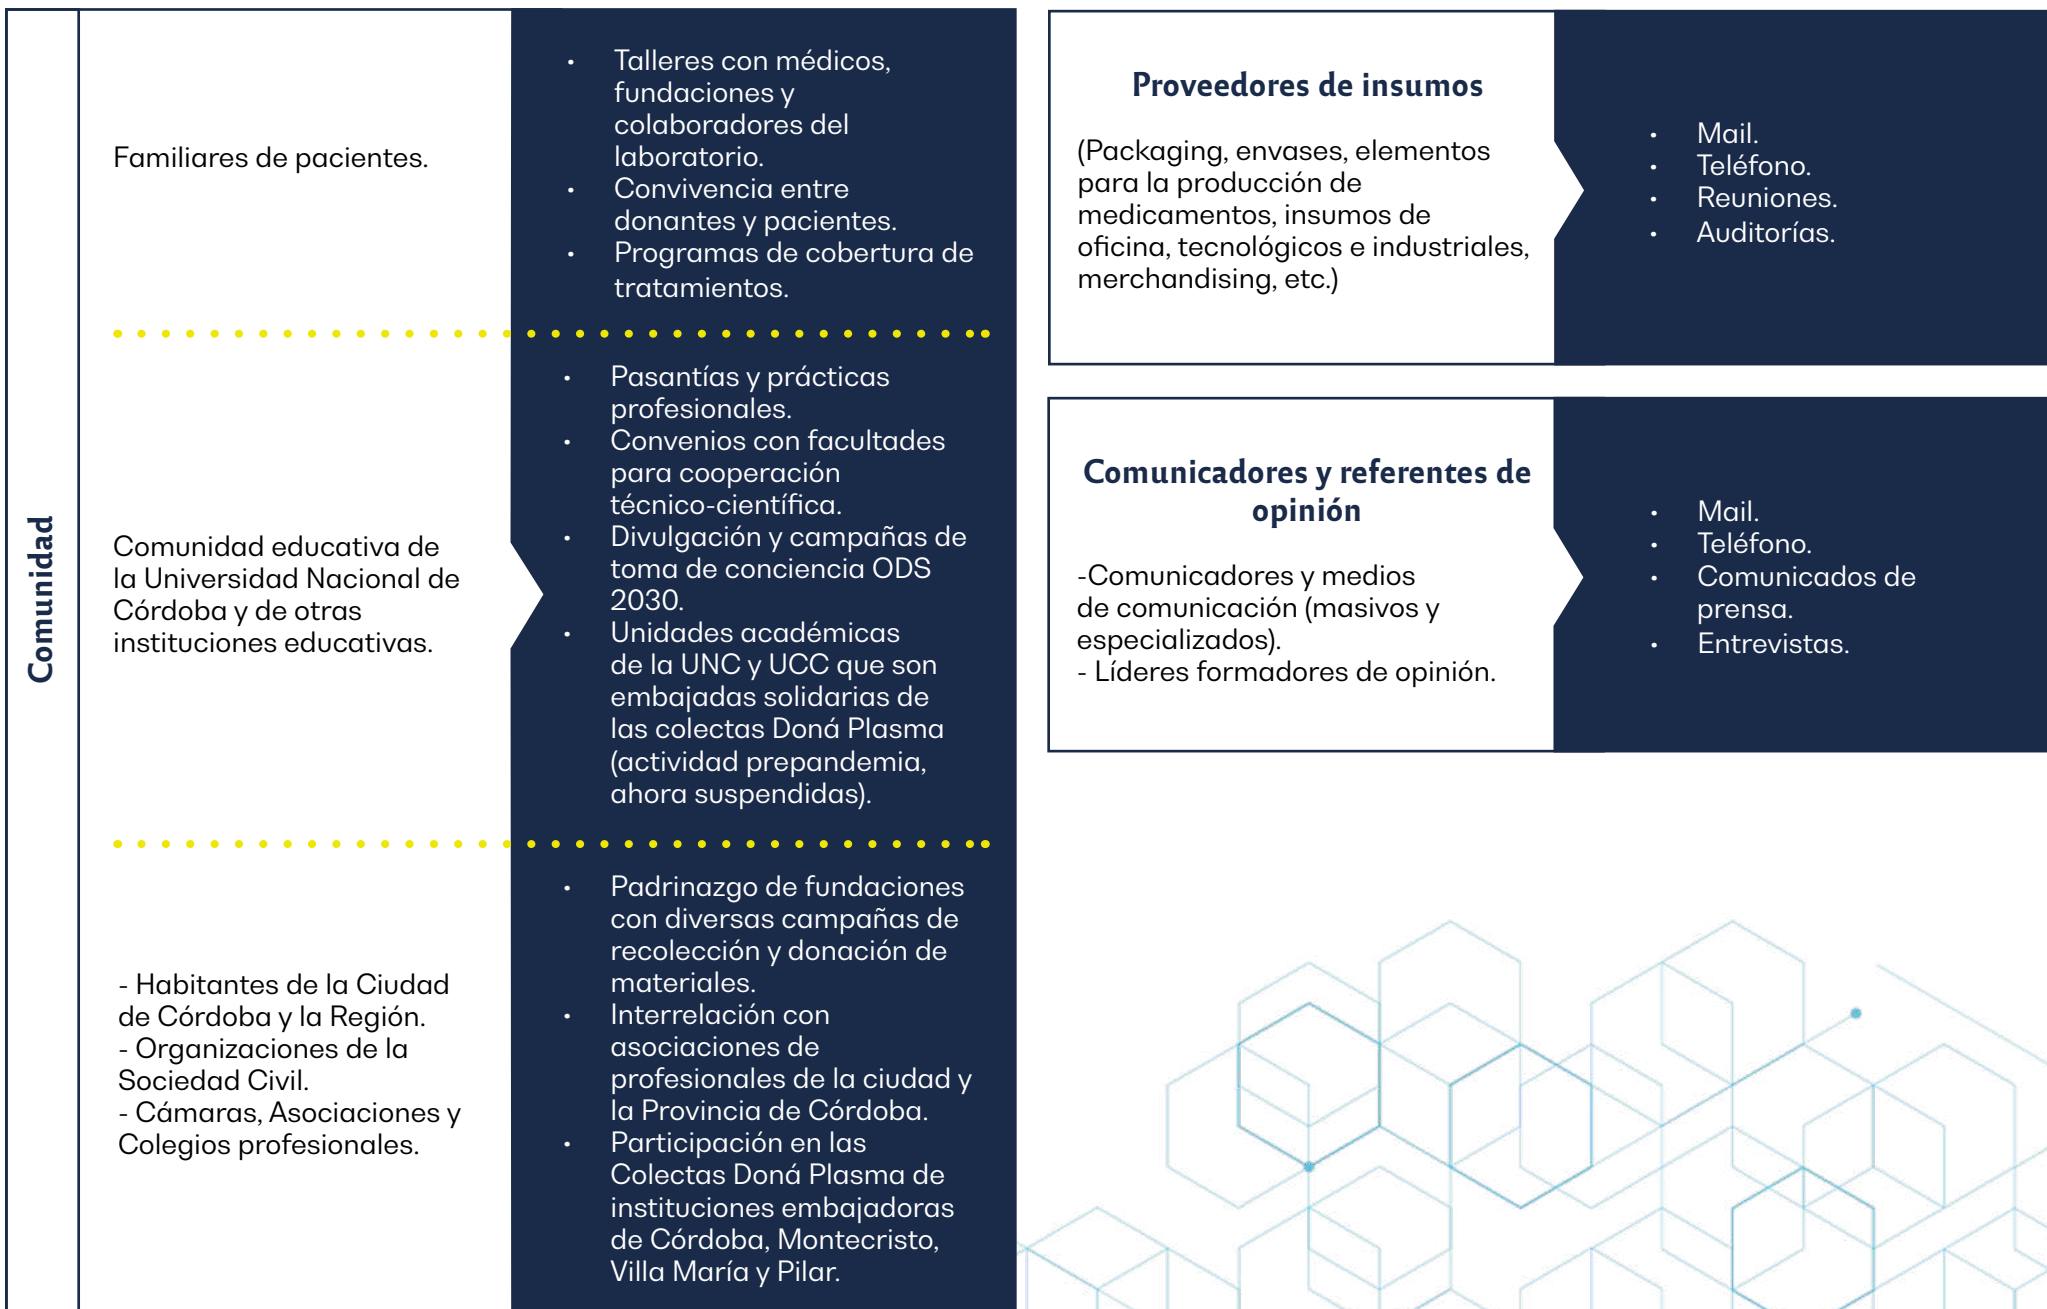 Comunidad
Familiares de pacientes.
• Talleres con médicos,
fundaciones y
colaboradores del
laboratorio.
• Convivencia entre
donantes y pacientes.
• Programas de cobertura de
tratamientos.
Comunidad educativa de
la Universidad Nacional de
Córdoba y de otras
instituciones educativas.
• Pasantías y prácticas
profesionales.
• Convenios con facultades
para cooperación
técnico-científica.
• Divulgación y campañas de
toma de conciencia ODS
2030.
• Unidades académicas
de la UNC y UCC que son
embajadas solidarias de
las colectas Doná Plasma
(actividad prepandemia,
ahora suspendidas).
- Habitantes de la Ciudad
de Córdoba y la Región.
- Organizaciones de la
Sociedad Civil.
- Cámaras, Asociaciones y
Colegios profesionales.
• Padrinazgo de fundaciones
con diversas campañas de
recolección y donación de
materiales.
• Interrelación con
asociaciones de
profesionales de la ciudad y
la Provincia de Córdoba.
• Participación en las
Colectas Doná Plasma de
instituciones embajadoras
de Córdoba, Montecristo,
Villa María y Pilar.
Proveedores de insumos
(Packaging, envases, elementos
para la producción de
medicamentos, insumos de
oficina, tecnológicos e industriales,
merchandising, etc.)
• Mail.
• Teléfono.
• Reuniones.
• Auditorías.
Comunicadores y referentes de
opinión
-Comunicadores y medios
de comunicación (masivos y
especializados).
- Líderes formadores de opinión.
• Mail.
• Teléfono.
• Comunicados de
prensa.
• Entrevistas.